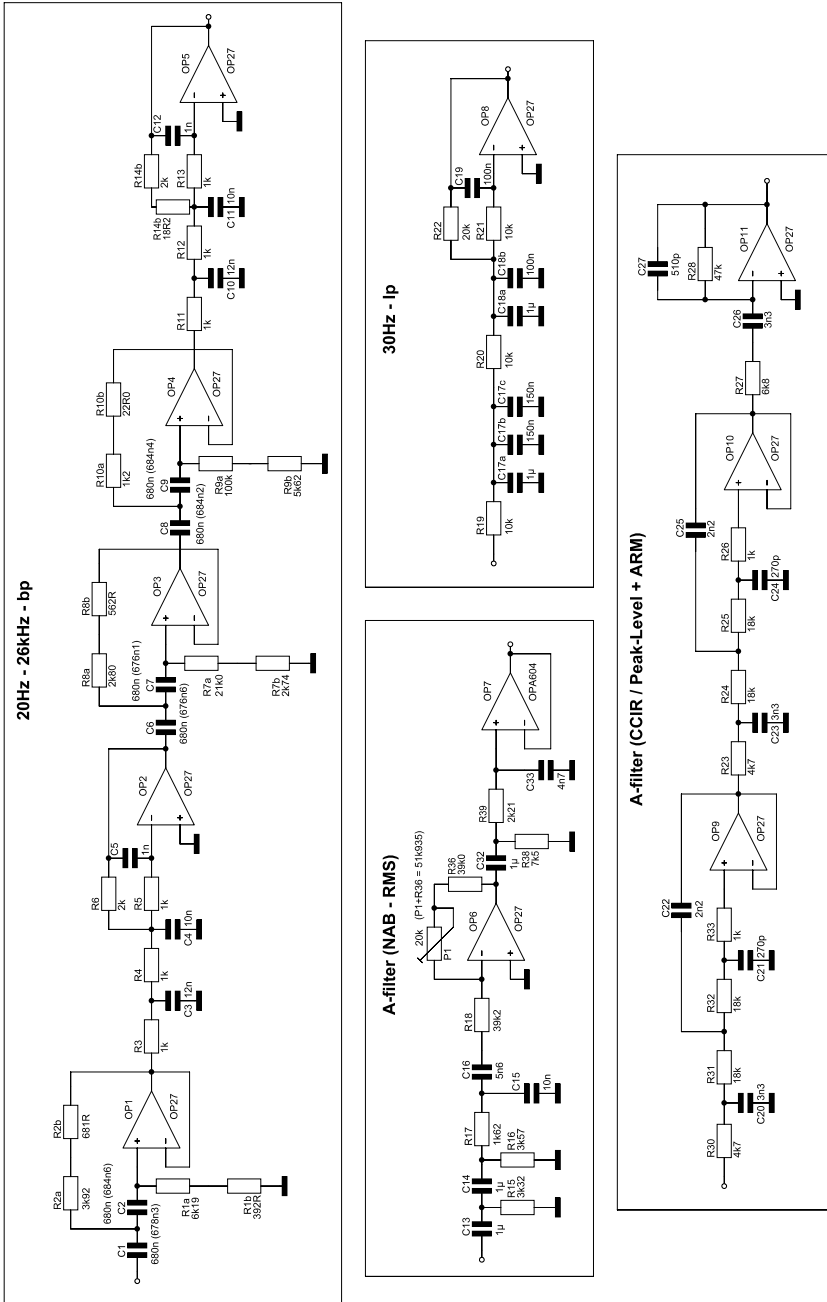 20Hz - 26kHz - bp
C1
680n (678n3)
C2
680n (684n6)
R2a
3k92
R2b
681R
R1a
6k19
R1b
392R
OP1
OP27
R3
1k
C3
12n
R4
1k
C4
10n
R5
1k
R6
2k
C5
1n
OP2
OP27
C6
680n (676n6)
C7
680n (676n1)
R8a
2k80
R8b
562R
R7a
21k0
R7b
2k74
OP3
OP27
C8
680n (684n2)
C9
680n (684n4)
R10a
1k2
R10b
22R0
R9a
100k
R9b
5k62
OP4
OP27
R11
1k
C10
12n
R12
1k
C11
10n
R14b
18R2
R14b
2k
R13
1k
C12
1n
OP5
OP27
A-filter (NAB - RMS)
C13
1µ
R15
3k32
C14
1µ
R16
3k57
R17
1k62
C15
10n
C16
5n6
R18
39k2
20k
P1
(P1+R36 = 51k935)
R36
39k0
OP6
OP27
C32
1µ
R38
7k5
R39
2k21
C33
4n7
OP7
OPA604
30Hz - lp
R19
10k
C17a
1µ
C17b
150n
C17c
150n
R20
10k
C18a
1µ
C18b
100n
R21
10k
R22
20k
C19
100n
OP8
OP27
A-filter (CCIR / Peak-Level + ARM)
R30
4k7
C20
3n3
R31
18k
R32
18k
C21
270p
R33
1k
C22
2n2
OP9
OP27
R23
4k7
C23
3n3
R24
18k
R25
18k
C24
270p
R26
1k
C25
2n2
OP10
OP27
R27
6k8
C26
3n3
C27
510p
R28
47k
OP11
OP27